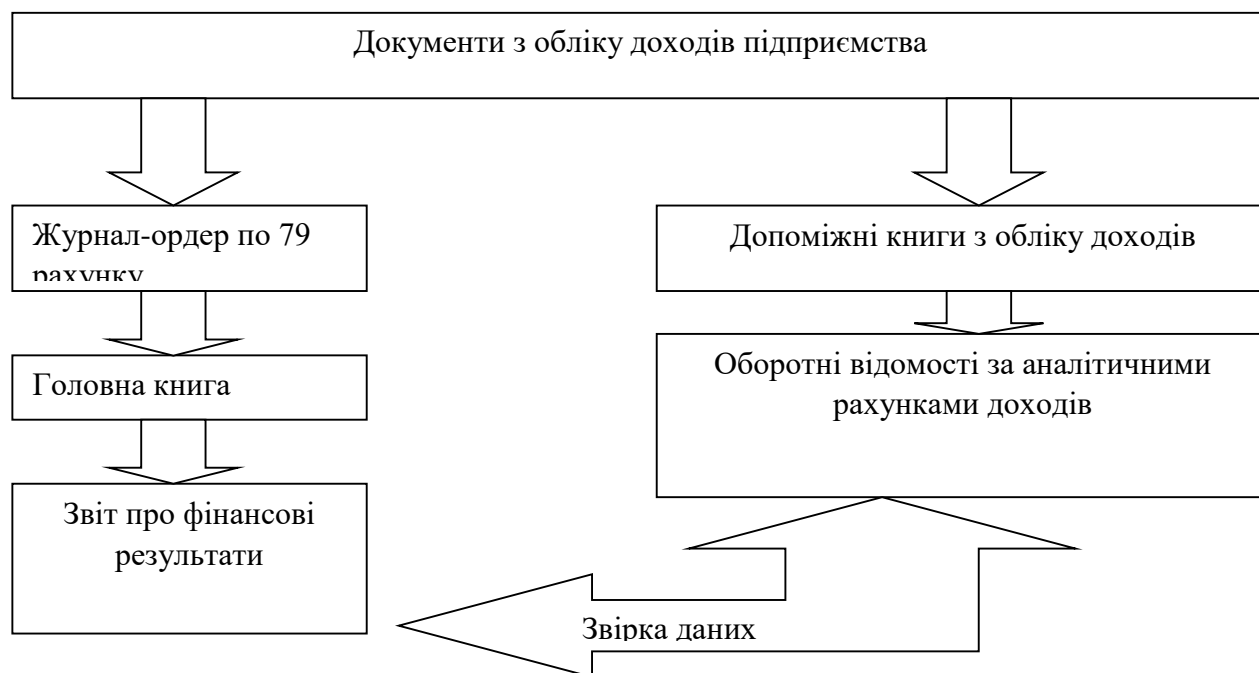 Документи з обліку доходів підприємства
Журнал-ордер по 79
рахунку
Допоміжні книги з обліку доходів
Головна книга
Оборотні відомості за аналітичними
рахунками доходів
Звіт про фінансові
результати
Звірка даних